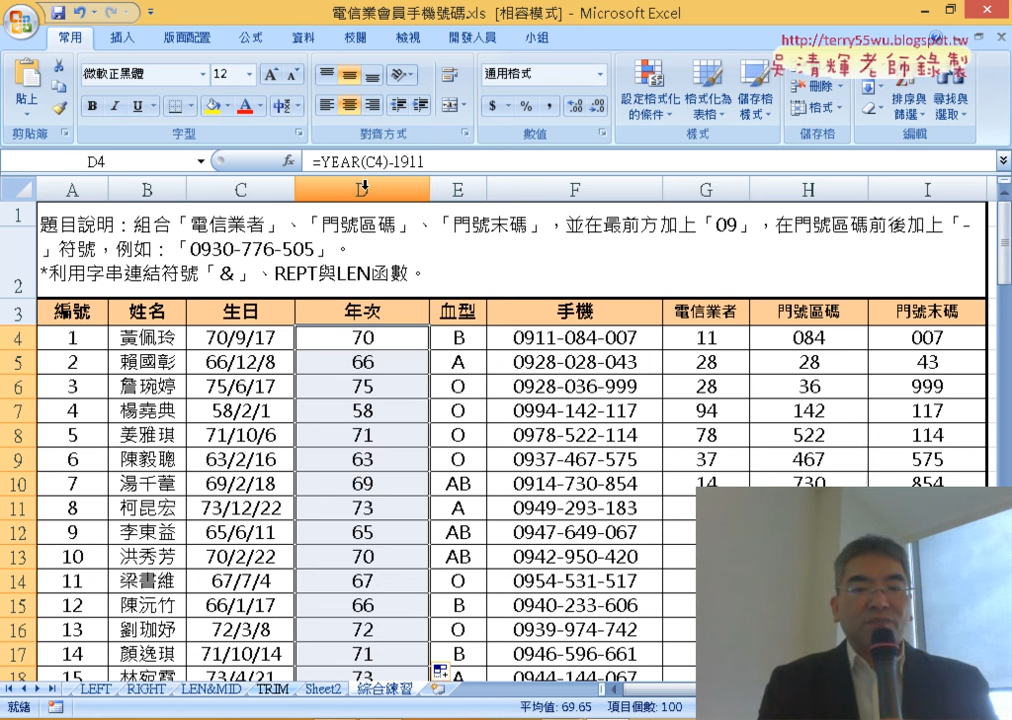 電信業會員手機號碼.xls [相容模式] - Microsoft Excel
常用 插入 版面配置 公式 資料 校閱 檢視 開發人員 小組
http://terry55wu.blogspot.tw
吳清輝老師錄製
貼上 微軟正黑體 12 通用格式 設定格式化的條件 格式化為表格 儲存格樣式 刪除 格式 排序與篩選 尋找與選取
剪貼簿 字型 對齊方式 數值 樣式 儲存格 編輯
D4 fx =YEAR(C4)-1911
A B C D E F G H I
1 題目說明：組合「電信業者」、「門號區碼」、「門號末碼」，並在最前方加上「09」，在門號區碼前後加上「-
」符號，例如：「0930-776-505」。
2 *利用字串連結符號「&」、REPT與LEN函數。
3 編號 姓名 生日 年次 血型 手機 電信業者 門號區碼 門號末碼
4 1 黃佩玲 70/9/17 70 B 0911-084-007 11 084 007
5 2 賴國彰 66/12/8 66 A 0928-028-043 28 28 43
6 3 詹琬婷 75/6/17 75 O 0928-036-999 28 36 999
7 4 楊堯典 58/2/1 58 O 0994-142-117 94 142 117
8 5 姜雅琪 71/10/6 71 O 0978-522-114 78 522 114
9 6 陳毅聰 63/2/16 63 O 0937-467-575 37 467 575
10 7 湯千蕙 69/2/18 69 AB 0914-730-854 14 730 854
11 8 柯昆宏 73/12/22 73 A 0949-293-183
12 9 李東益 65/6/11 65 AB 0947-649-067
13 10 洪秀芳 70/2/22 70 AB 0942-950-420
14 11 梁書維 67/7/4 67 O 0954-531-517
15 12 陳沅竹 66/1/17 66 B 0940-233-606
16 13 劉珈妤 72/3/8 72 O 0939-974-742
17 14 顏逸琪 71/10/14 71 B 0946-596-661
18 15 林宛霈 73/4/21 73 A 0944-144-067
LEFT RIGHT LEN&MID TRIM Sheet2 綜合練習
就緒 平均值: 69.65 項目個數: 100